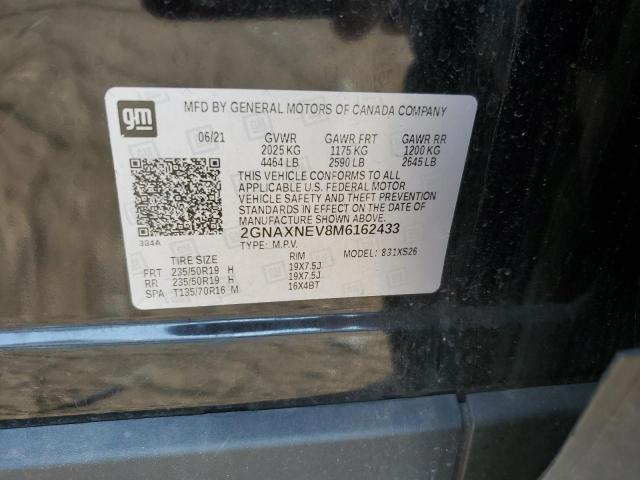 gm
MFD BY GENERAL MOTORS OF CANADA COMPANY
06/21 GVWR GAWR FRT GAWR RR
2025 KG 1175 KG 1200 KG
4464 LB 2590 LB 2645 LB
THIS VEHICLE CONFORMS TO ALL
APPLICABLE U.S. FEDERAL MOTOR
VEHICLE SAFETY AND THEFT PREVENTION
STANDARDS IN EFFECT ON THE DATE OF
MANUFACTURE SHOWN ABOVE.
2GNAXNEV8M6162433
334A TYPE: M.P.V. MODEL: 831XS26
TIRE SIZE RIM
FRT 235/50R19 H 19X7.5J
RR 235/50R19 H 19X7.5J
SPA T135/70R16 M 16X4BT